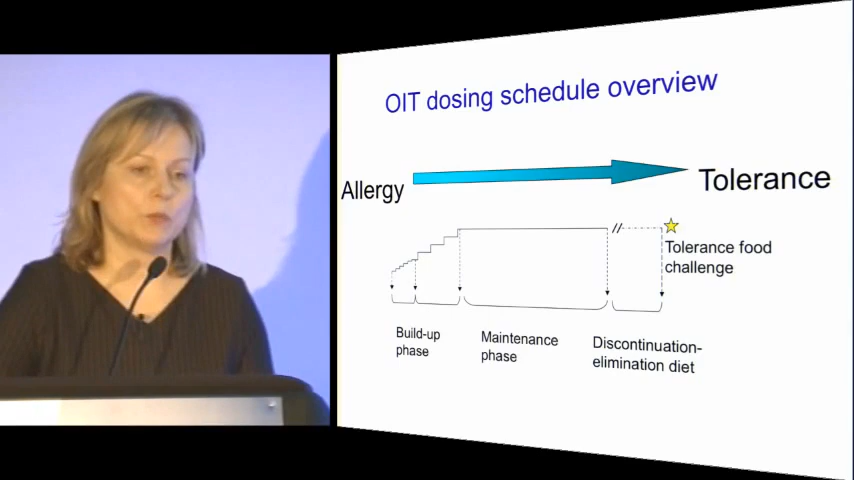 OIT dosing schedule overview
Allergy
Tolerance
Tolerance food
challenge
Build-up
phase
Maintenance
phase
Discontinuation-
elimination diet